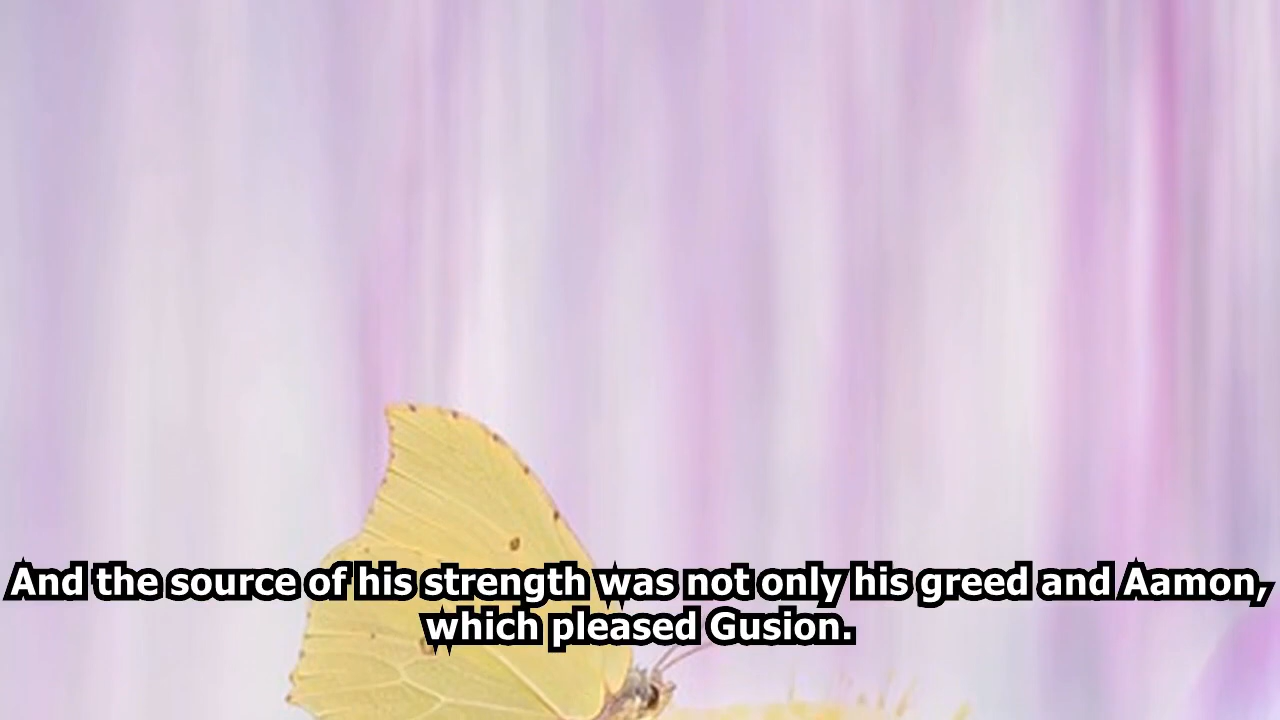 And the source of his strength was not only his greed and Aamon,
which pleased Gusion.